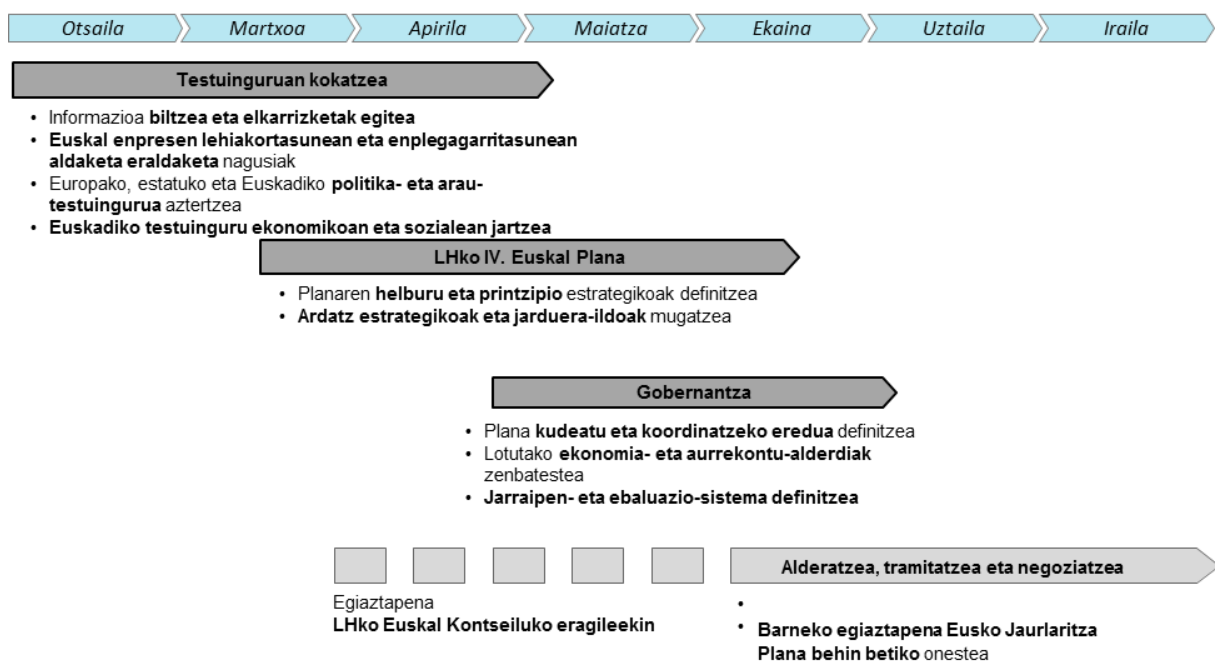 Otsaila Martxoa Apirila Maiatza Ekaina Uztaila Iraila
Testuinguruan kokatzea
• Informazioa biltzea eta elkarrizketak egitea
• Euskal enpresen lehiakortasunean eta enplegagarritasunean
aldaketa eraldaketa nagusiak
• Europako, estatuko eta Euskadiko politika- eta arau-
testuingurua aztertzea
• Euskadiko testuinguru ekonomikoan eta sozialean jartzea
LHko IV. Euskal Plana
• Planaren helburu eta printzipio estrategikoak definitzea
• Ardatz estrategikoak eta jarduera-ildoak mugatzea
Gobernantza
• Plana kudeatu eta koordinatzeko eredua definitzea
• Lotutako ekonomia- eta aurrekontu-alderdiak
zenbatestea
• Jarraipen- eta ebaluazio-sistema definitzea
Egiaztapena
LHko Euskal Kontseiluko eragileekin
Alderatzea, tramitatzea eta negoziatzea
•
• Barneko egiaztapena Eusko Jaurlaritza
Plana behin betiko onestea